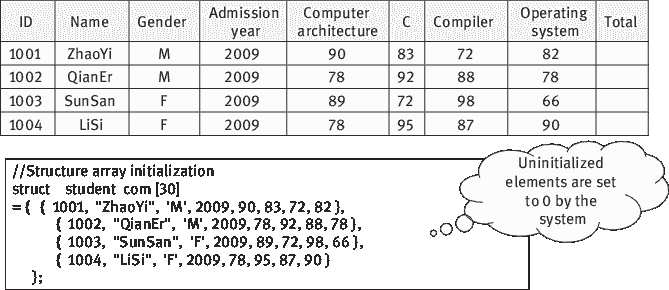 ID Name Gender Admission year Computer architecture C Compiler Operating system Total
1001 ZhaoYi M 2009 90 83 72 82
1002 QianEr M 2009 78 92 88 78
1003 SunSan F 2009 89 72 98 66
1004 LiSi F 2009 78 95 87 90
//Structure array initialization
struct student com [30]
={ { 1001, "ZhaoYi", 'M', 2009, 90, 83, 72, 82 },
{ 1002, "QianEr", 'M', 2009, 78, 92, 88, 78 },
{ 1003, "SunSan", 'F', 2009, 89, 72, 98, 66 },
{ 1004, "LiSi", 'F', 2009, 78, 95, 87, 90 }
};
Uninitialized
elements are set
to 0 by the
system